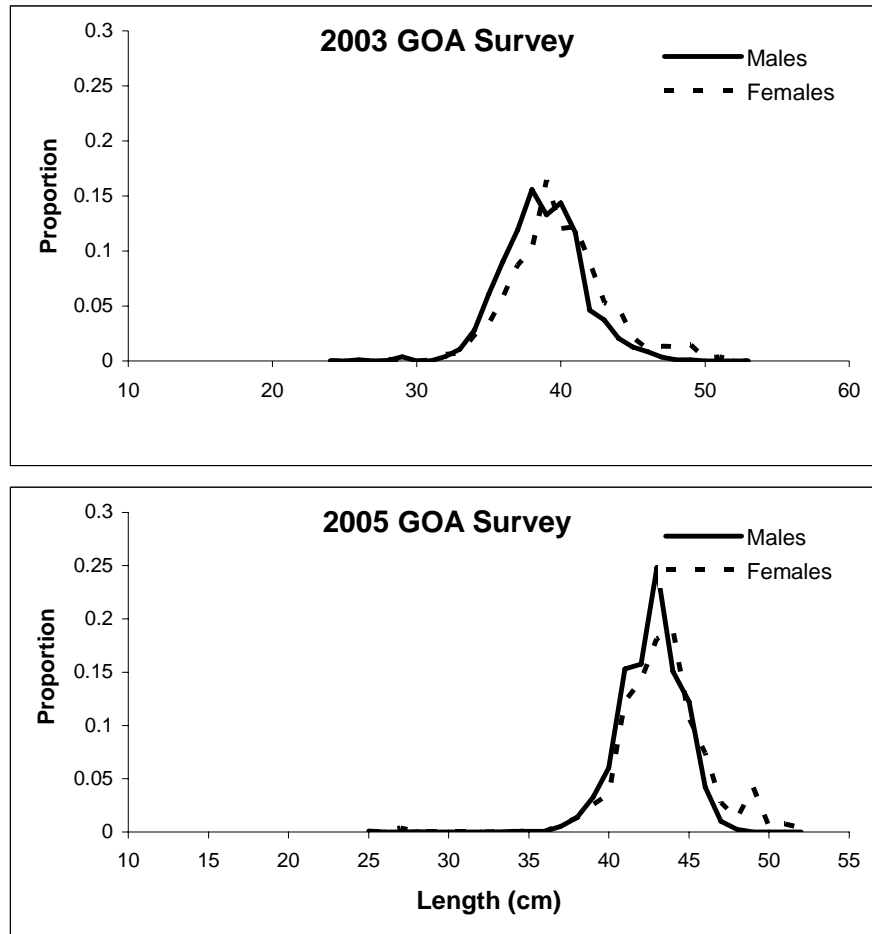 2003 GOA Survey
Males
Females
Proportion
0.3
0.25
0.2
0.15
0.1
0.05
0
10 20 30 40 50 60
2005 GOA Survey
Males
Females
Proportion
0.3
0.25
0.2
0.15
0.1
0.05
0
10 15 20 25 30 35 40 45 50 55
Length (cm)